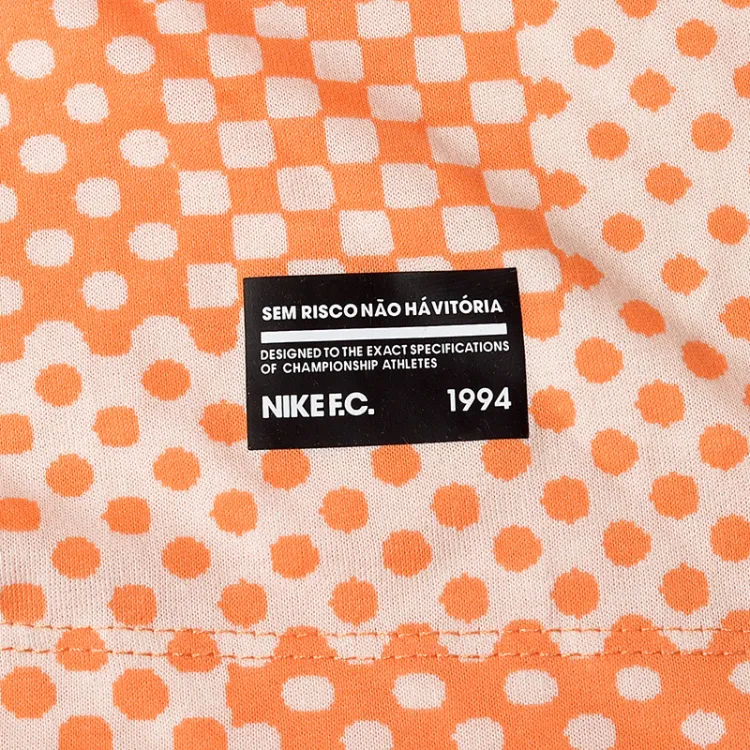 SEM RISCO NÃO HÁ VITÓRIA
DESIGNED TO THE EXACT SPECIFICATIONS
OF CHAMPIONSHIP ATHLETES
NIKE F.C. 1994